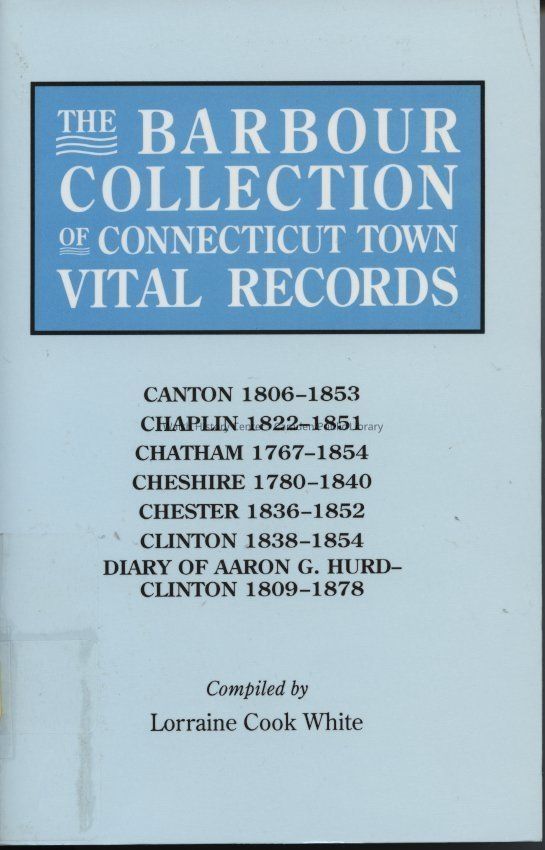 THE BARBOUR
COLLECTION
OF CONNECTICUT TOWN
VITAL RECORDS
CANTON 1806–1853
CHAPLIN 1822–1851
CHATHAM 1767–1854
CHESHIRE 1780–1840
CHESTER 1836–1852
CLINTON 1838–1854
DIARY OF AARON G. HURD–
CLINTON 1809–1878
Compiled by
Lorraine Cook White